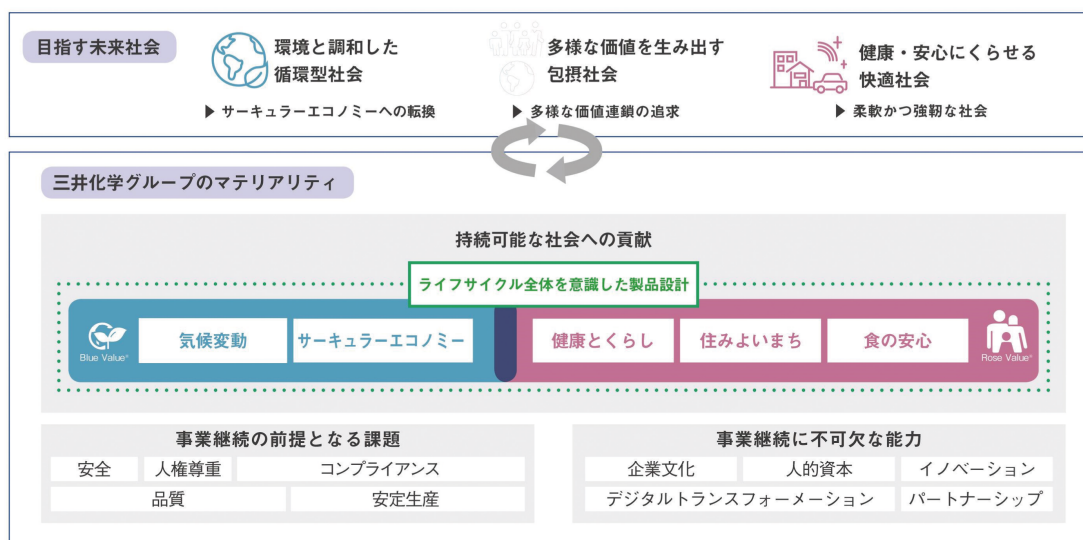 目指す未来社会
環境と調和した
循環型社会
▶ サーキュラーエコノミーへの転換
多様な価値を生み出す
包摂社会
▶ 多様な価値連鎖の追求
健康・安心にくらせる
快適社会
▶ 柔軟かつ強靭な社会
三井化学グループのマテリアリティ
持続可能な社会への貢献
ライフサイクル全体を意識した製品設計
Blue Value®
気候変動
サーキュラーエコノミー
健康とくらし
住みよいまち
食の安心
Rose Value®
事業継続の前提となる課題
安全
人権尊重
コンプライアンス
品質
安定生産
事業継続に不可欠な能力
企業文化
人的資本
イノベーション
デジタルトランスフォーメーション
パートナーシップ